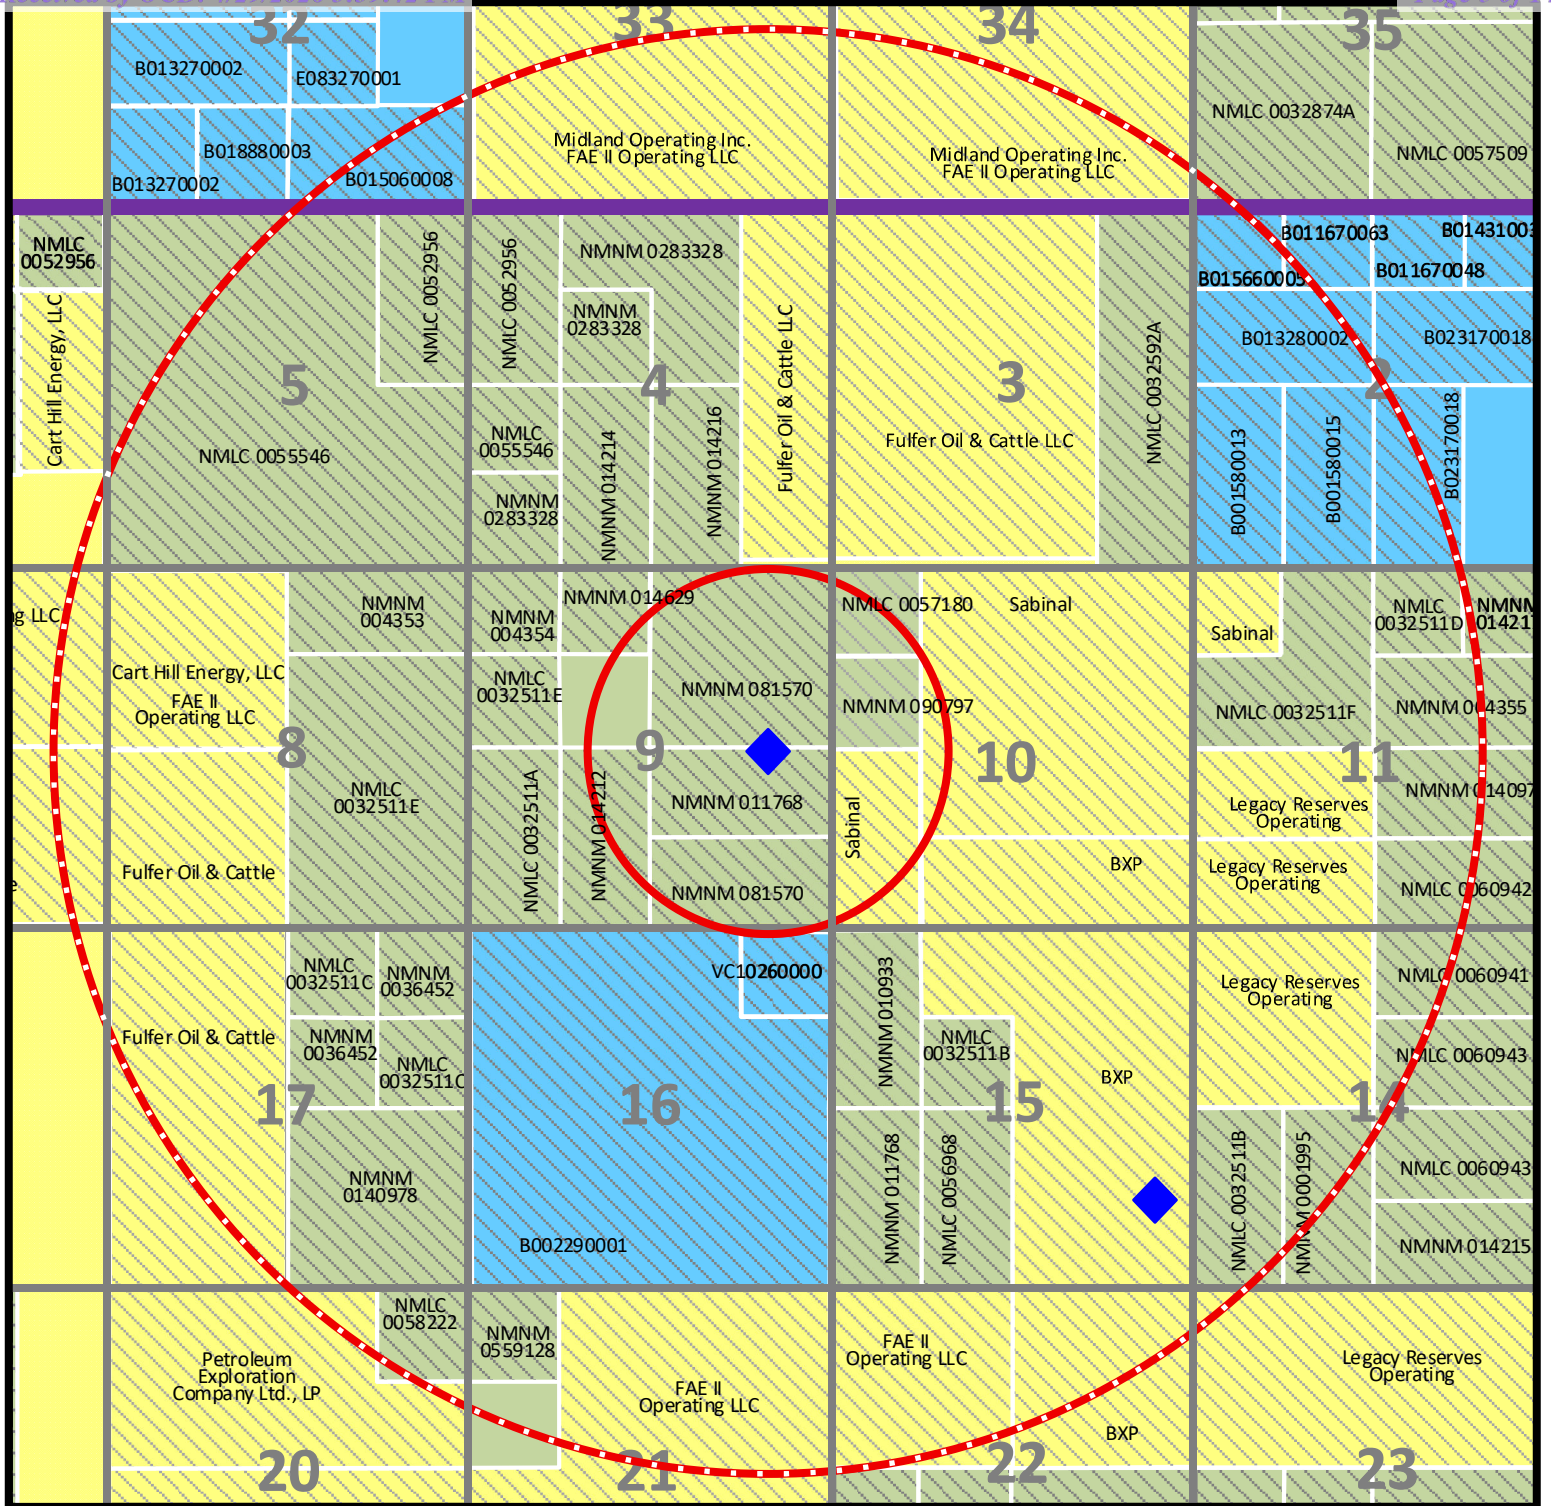 32
33
34
35
B013270002
E083270001
B018880003
B013270002
B015060008
Midland Operating Inc.
FAE II Operating LLC
Midland Operating Inc.
FAE II Operating LLC
NMLC 0032874A
NMLC 0057509
NMLC
0052956
Cart Hill Energy, LLC
5
NMLC 0055546
NMLC 0052956
NMLC 0052956
NMNM 0283328
NMNM
0283328
4
NMLC
0055546
NMNM
0283328
NMNM 014214
NMNM 014216
Fulfer Oil & Cattle LLC
3
Fulfer Oil & Cattle LLC
NMLC 0032592A
B011670063
B015660005
B011670048
B013280002
B023170018
2
B001580013
B001580015
B023170018
LLC
Cart Hill Energy, LLC
FAE II
Operating LLC
8
Fulfer Oil & Cattle
NMNM
004353
NMLC
0032511E
NMNM
004354
NMNM 014629
NMLC
0032511E
NMNM 081570
9
NMLC 0032511A
NMNM 014212
NMNM 011768
NMNM 081570
NMLC 0057180
Sabinal
NMNM 090797
10
Sabinal
BXP
Sabinal
NMLC
0032511D
NMNM
01421
NMLC 0032511F
NMNM 004355
11
Legacy Reserves
Operating
NMNM 014097
Legacy Reserves
Operating
NMLC 0060942
Fulfer Oil & Cattle
17
NMLC
0032511C
NMNM
0036452
NMNM
0036452
NMLC
0032511C
NMNM
0140978
VC10260000
16
B002290001
NMNM 010933
NMLC
0032511B
BXP
15
NMNM 011768
NMLC 0056968
Legacy Reserves
Operating
NMLC 0060941
NMLC 0060943
14
NMLC 0032511B
NMNM 0001995
NMLC 0060943
NMNM 014215
NMLC
0058222
Petroleum
Exploration
Company Ltd., LP
20
NMNM
0559128
FAE II
Operating LLC
21
FAE II
Operating LLC
BXP
22
Legacy Reserves
Operating
23